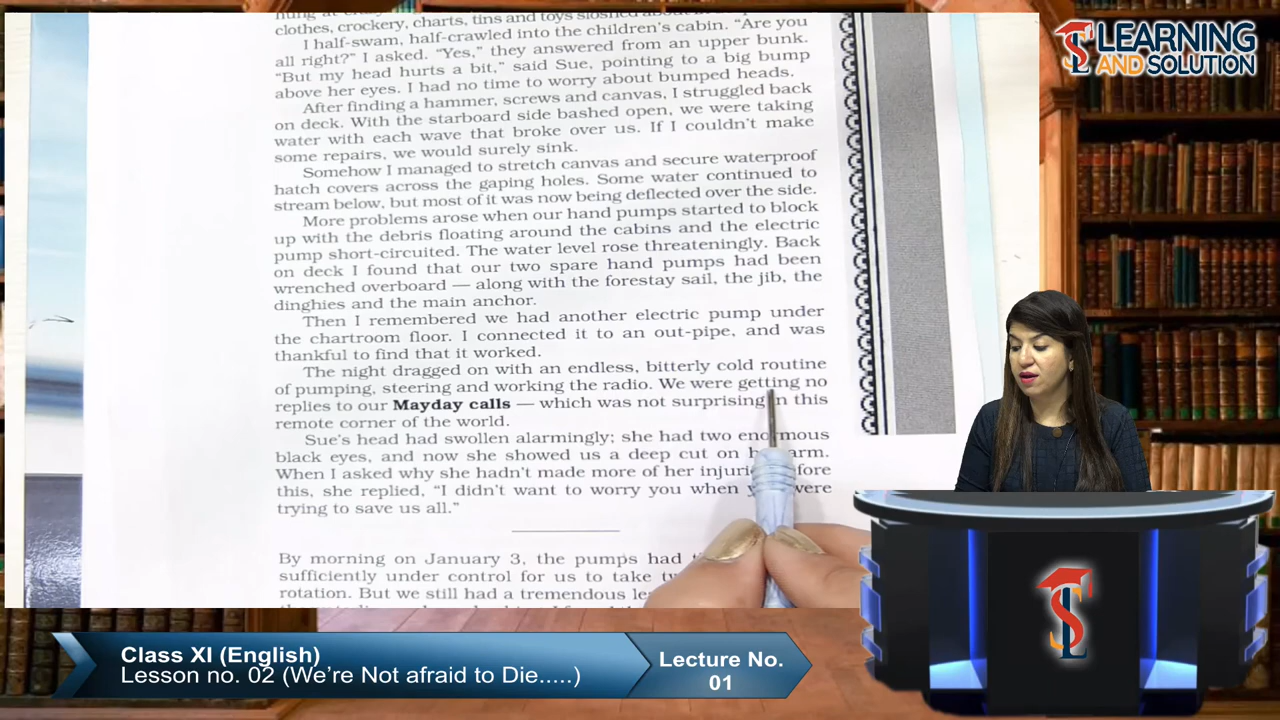 clothes, crockery, charts, tins and toys sloshed
I half-swam, half-crawled into the children's cabin. "Are you
all right?" I asked. "Yes," they answered from an upper bunk.
"But my head hurts a bit," said Sue, pointing to a big bump
above her eyes. I had no time to worry about bumped heads.
After finding a hammer, screws and canvas, I struggled back
on deck. With the starboard side bashed open, we were taking
water with each wave that broke over us. If I couldn't make
some repairs, we would surely sink.
Somehow I managed to stretch canvas and secure waterproof
hatch covers across the gaping holes. Some water continued to
stream below, but most of it was now being deflected over the side.
More problems arose when our hand pumps started to block
up with the debris floating around the cabins and the electric
pump short-circuited. The water level rose threateningly. Back
on deck I found that our two spare hand pumps had been
wrenched overboard — along with the forestay sail, the jib, the
dinghies and the main anchor.
Then I remembered we had another electric pump under
the chartroom floor. I connected it to an out-pipe, and was
thankful to find that it worked.
The night dragged on with an endless, bitterly cold routine
of pumping, steering and working the radio. We were getting no
replies to our Mayday calls — which was not surprising in this
remote corner of the world.
Sue's head had swollen alarmingly; she had two enormous
black eyes, and now she showed us a deep cut on her arm.
When I asked why she hadn't made more of her injuries before
this, she replied, "I didn't want to worry you when you were
trying to save us all."
By morning on January 3, the pumps had
sufficiently under control for us to take
rotation. But we still had a tremendous
LEARNING
AND SOLUTION
Class XI (English)
Lesson no. 02 (We're Not afraid to Die.....)
Lecture No.
01